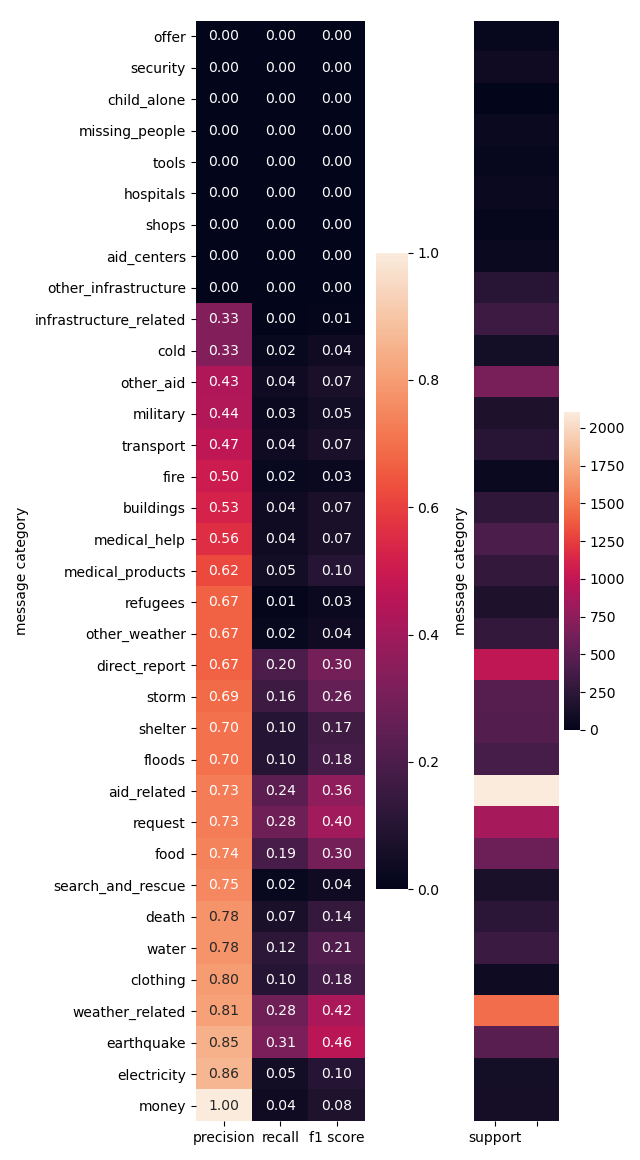 offer 0.00 0.00 0.00
security 0.00 0.00 0.00
child_alone 0.00 0.00 0.00
missing_people 0.00 0.00 0.00
tools 0.00 0.00 0.00
hospitals 0.00 0.00 0.00
shops 0.00 0.00 0.00
aid_centers 0.00 0.00 0.00
other_infrastructure 0.00 0.00 0.00
infrastructure_related 0.33 0.00 0.01
cold 0.33 0.02 0.04
other_aid 0.43 0.04 0.07
military 0.44 0.03 0.05
transport 0.47 0.04 0.07
fire 0.50 0.02 0.03
buildings 0.53 0.04 0.07
medical_help 0.56 0.04 0.07
medical_products 0.62 0.05 0.10
refugees 0.67 0.01 0.03
other_weather 0.67 0.02 0.04
direct_report 0.67 0.20 0.30
storm 0.69 0.16 0.26
shelter 0.70 0.10 0.17
floods 0.70 0.10 0.18
aid_related 0.73 0.24 0.36
request 0.73 0.28 0.40
food 0.74 0.19 0.30
search_and_rescue 0.75 0.02 0.04
death 0.78 0.07 0.14
water 0.78 0.12 0.21
clothing 0.80 0.10 0.18
weather_related 0.81 0.28 0.42
earthquake 0.85 0.31 0.46
electricity 0.86 0.05 0.10
money 1.00 0.04 0.08
precision recall f1 score
message category
1.0
0.8
0.6
0.4
0.2
0.0
message category
support
2000
1750
1500
1250
1000
750
500
250
0